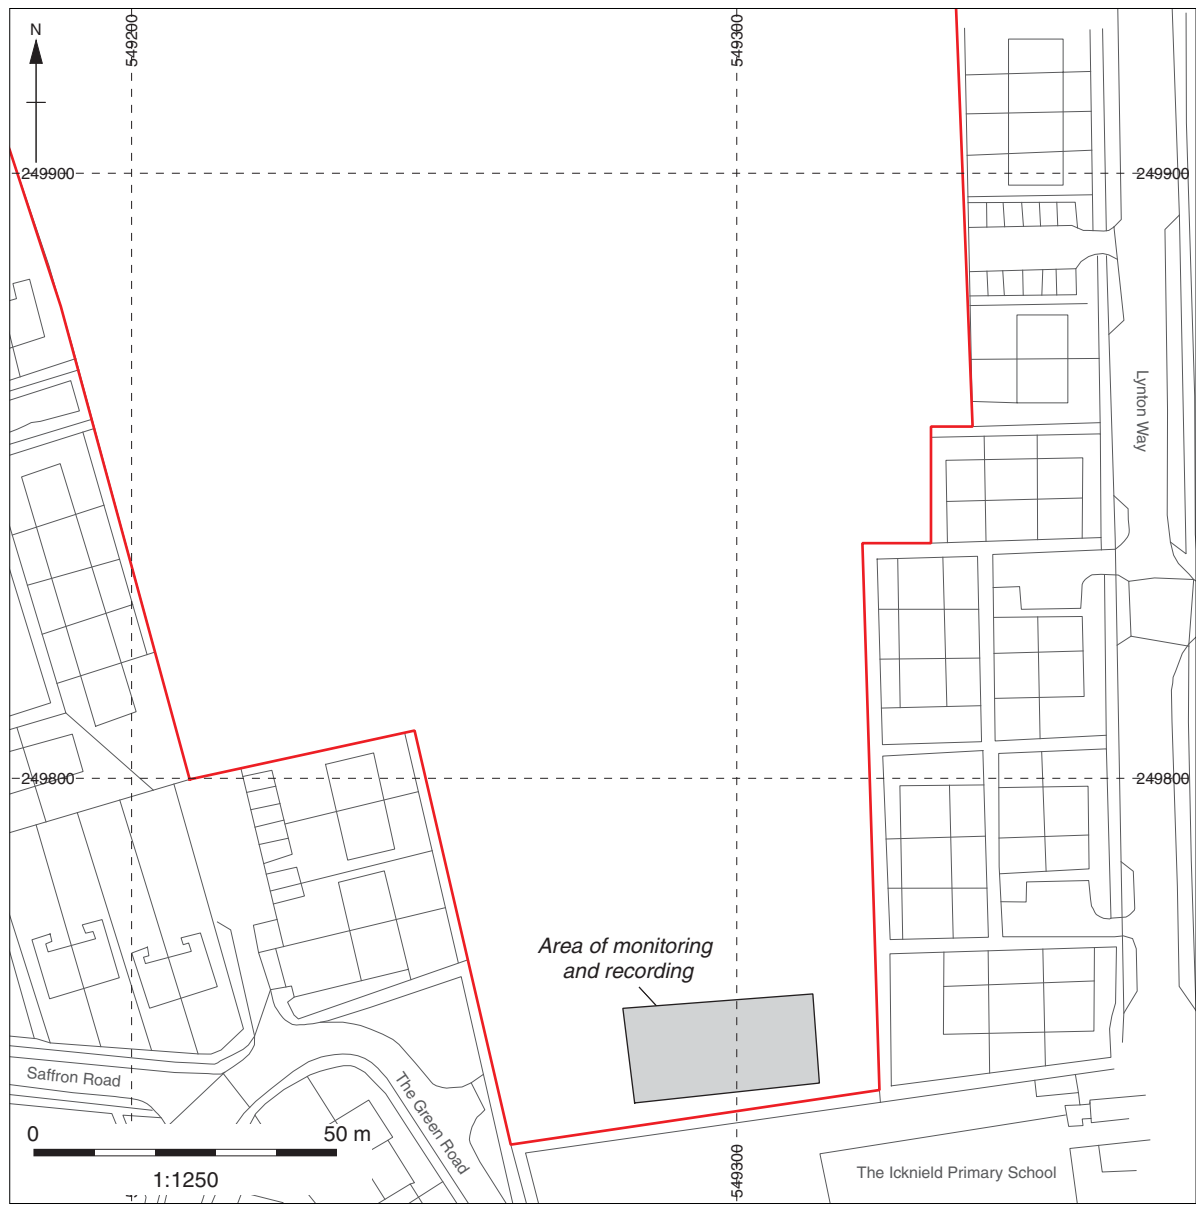 N
549200
549300
249900
249900
Lynton Way
249800
249800
Area of monitoring
and recording
Saffron Road
The Green Road
0
50 m
1:1250
549300
The Icknield Primary School